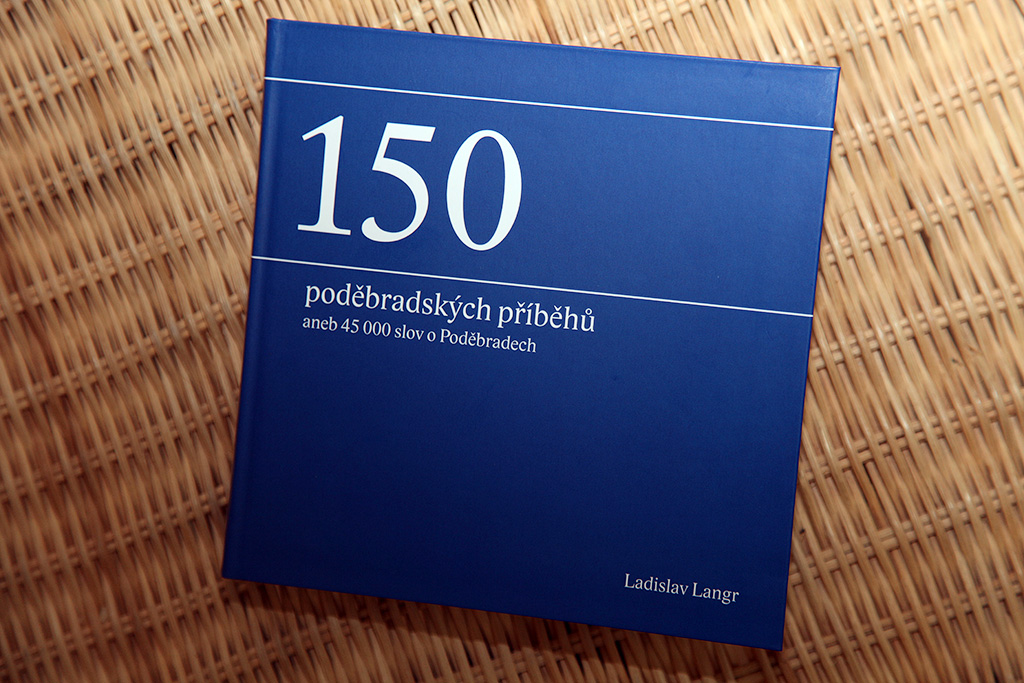 150
poděbradských příběhů
aneb 45 000 slov o Poděbradech
Ladislav Langr